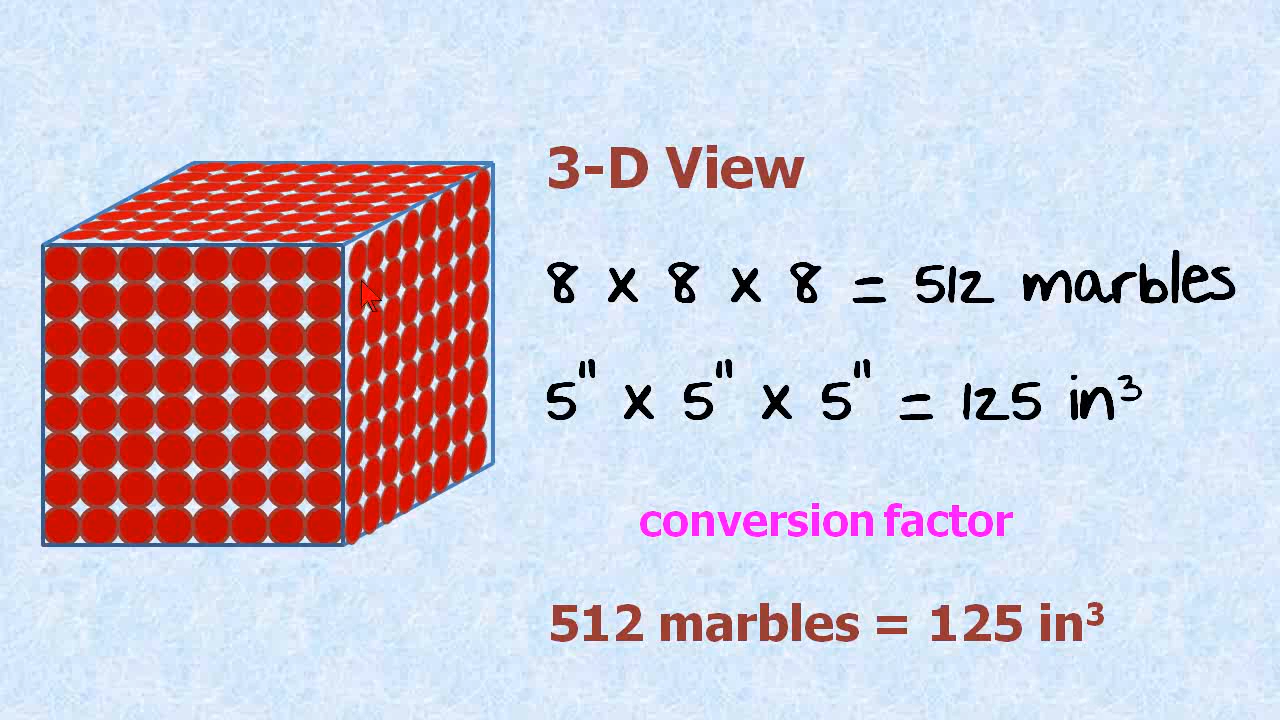 3-D View
8 x 8 x 8 = 512 marbles
5" x 5" x 5" = 125 in³
conversion factor
512 marbles = 125 in³